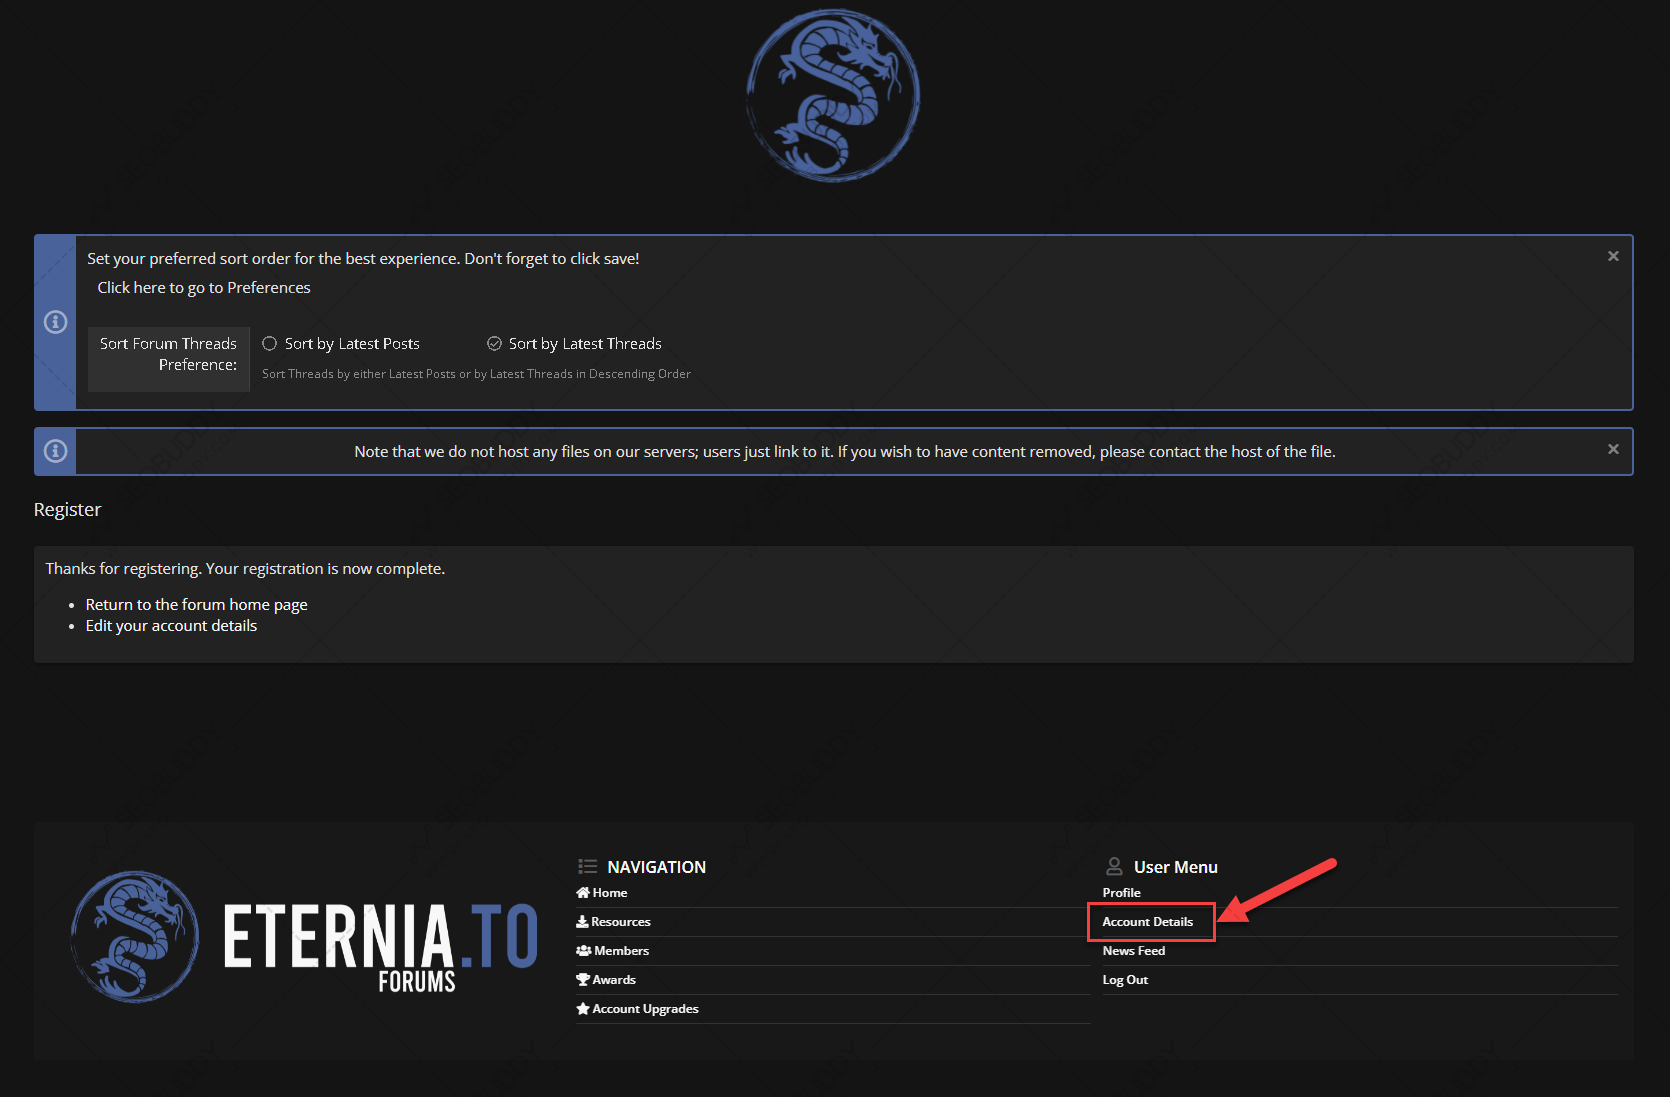 Set your preferred sort order for the best experience. Don't forget to click save!
Click here to go to Preferences
Sort Forum Threads
Preference:
Sort by Latest Posts
Sort by Latest Threads
Sort Threads by either Latest Posts or by Latest Threads in Descending Order
Note that we do not host any files on our servers; users just link to it. If you wish to have content removed, please contact the host of the file.
Register
Thanks for registering. Your registration is now complete.
Return to the forum home page
Edit your account details
ETERNIA.TO
FORUMS
NAVIGATION
Home
Resources
Members
Awards
Account Upgrades
User Menu
Profile
Account Details
News Feed
Log Out